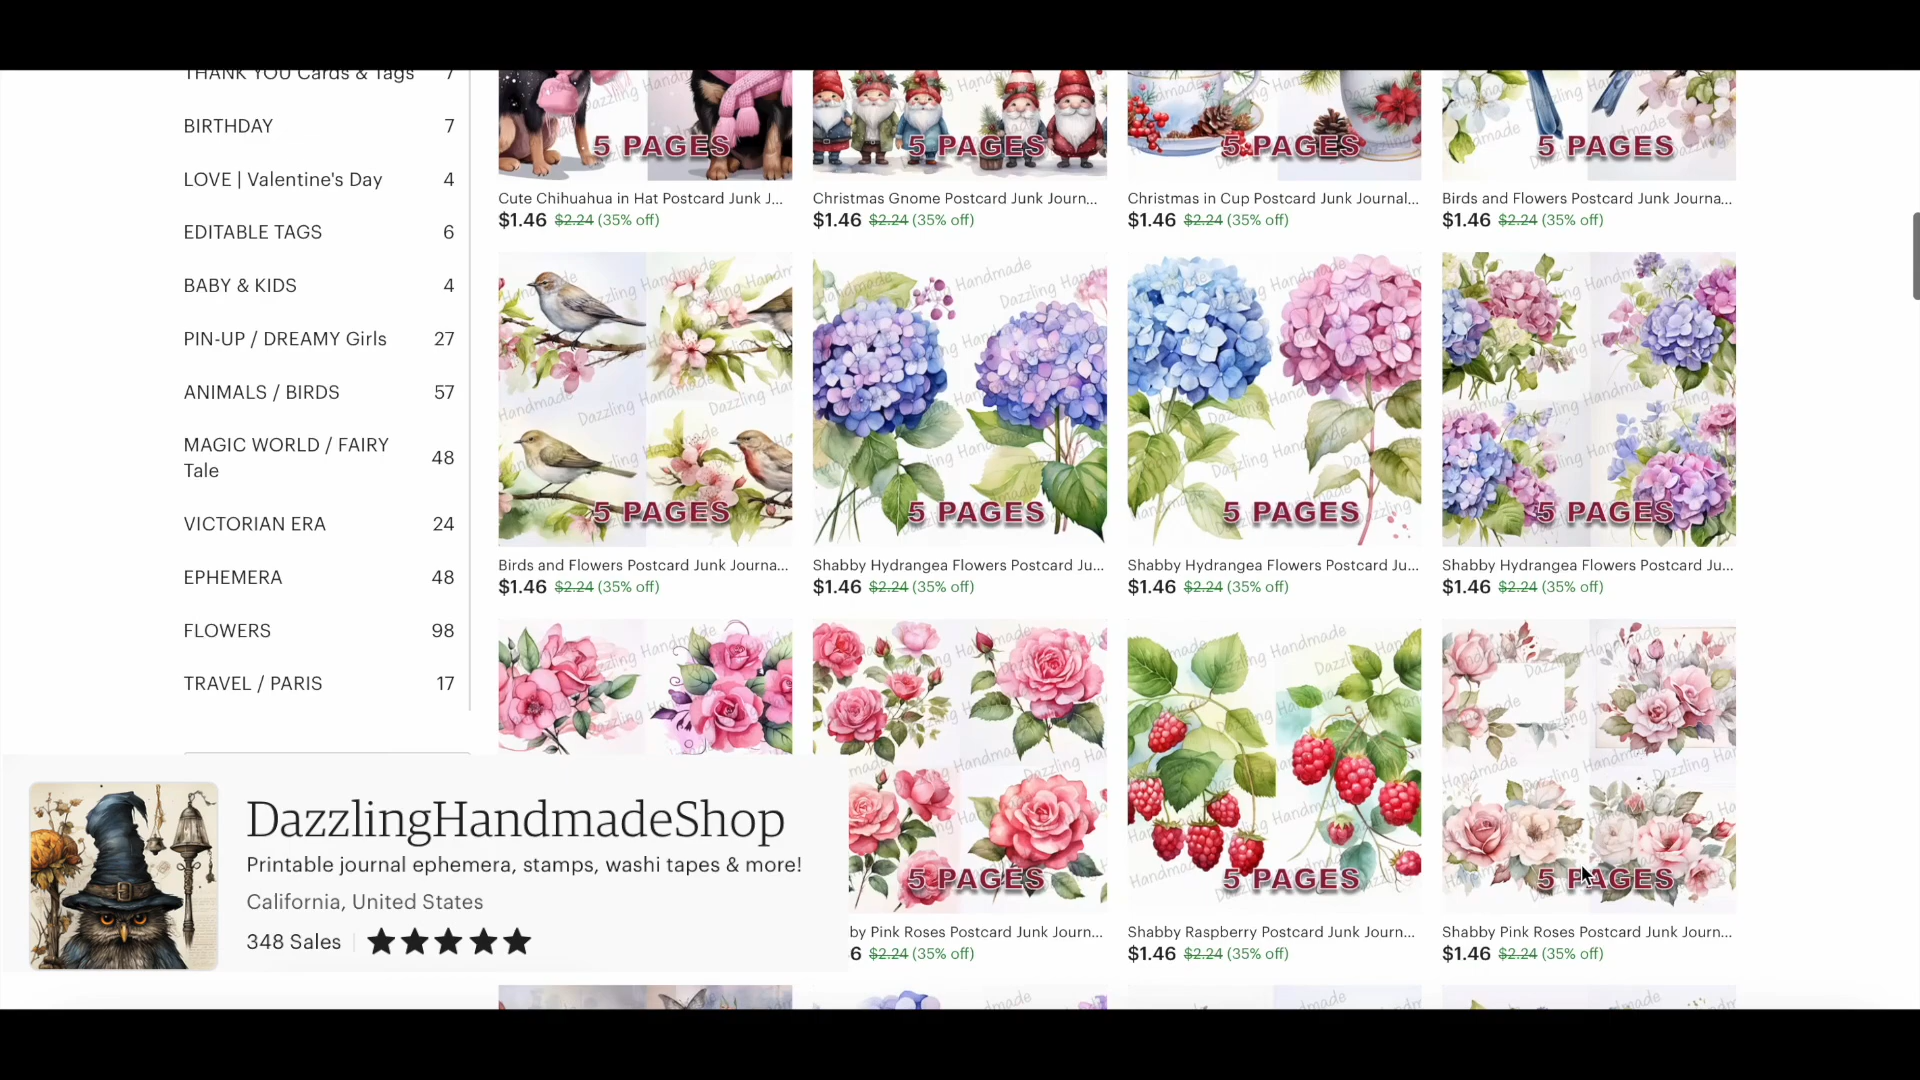 THANK YOU Cards & Tags 7
BIRTHDAY 7
LOVE | Valentine's Day 4
EDITABLE TAGS 6
BABY & KIDS 4
PIN-UP / DREAMY Girls 27
ANIMALS / BIRDS 57
MAGIC WORLD / FAIRY
Tale 48
VICTORIAN ERA 24
EPHEMERA 48
FLOWERS 98
TRAVEL / PARIS 17
5 PAGES 5 PAGES 5 PAGES 5 PAGES
Cute Chihuahua in Hat Postcard Junk J... Christmas Gnome Postcard Junk Journ... Christmas in Cup Postcard Junk Journal... Birds and Flowers Postcard Junk Journa...
$1.46 $2.24 (35% off) $1.46 $2.24 (35% off) $1.46 $2.24 (35% off) $1.46 $2.24 (35% off)
Dazzling Handmade
5 PAGES 5 PAGES 5 PAGES 5 PAGES
Birds and Flowers Postcard Junk Journa... Shabby Hydrangea Flowers Postcard Ju... Shabby Hydrangea Flowers Postcard Ju... Shabby Hydrangea Flowers Postcard Ju...
$1.46 $2.24 (35% off) $1.46 $2.24 (35% off) $1.46 $2.24 (35% off) $1.46 $2.24 (35% off)
5 PAGES 5 PAGES 5 PAGES
by Pink Roses Postcard Junk Journ... Shabby Raspberry Postcard Junk Journ... Shabby Pink Roses Postcard Junk Journ...
6 $2.24 (35% off) $1.46 $2.24 (35% off) $1.46 $2.24 (35% off)
DazzlingHandmadeShop
Printable journal ephemera, stamps, washi tapes & more!
California, United States
348 Sales